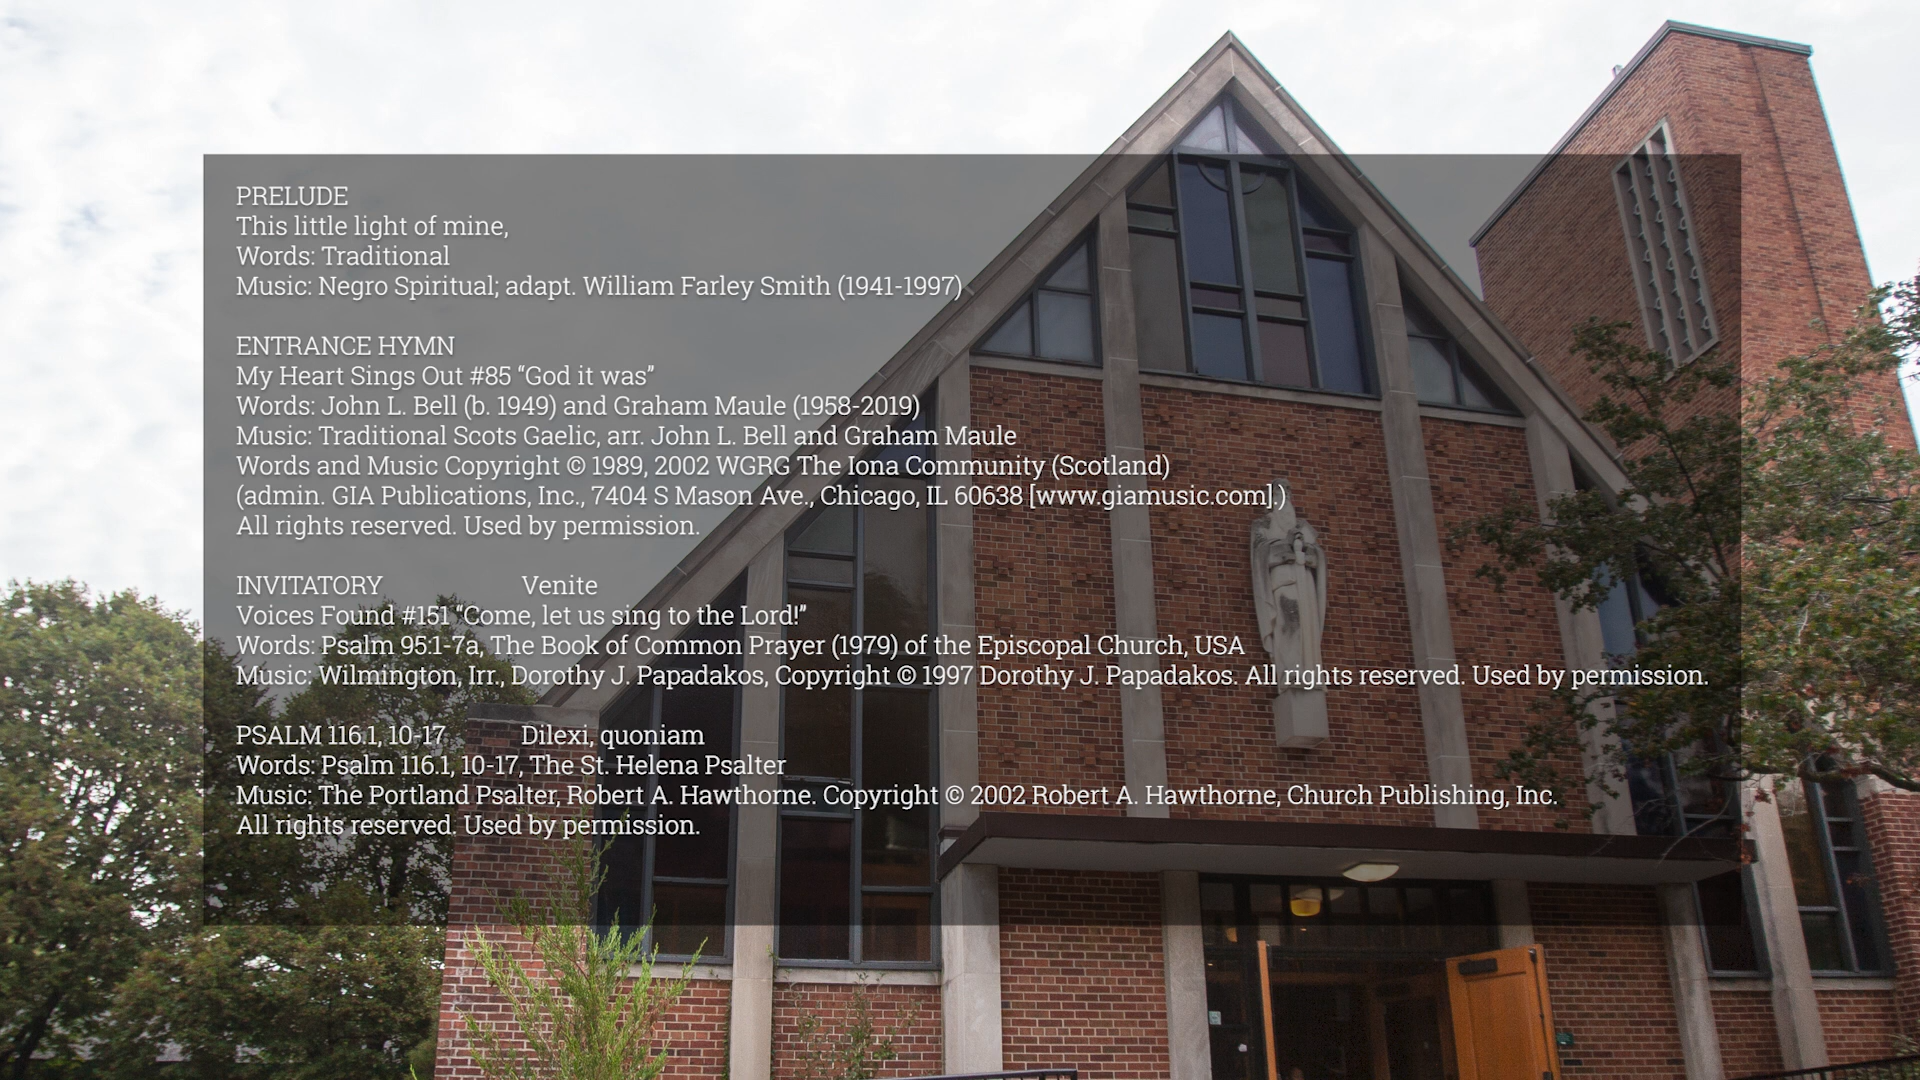 PRELUDE
This little light of mine,
Words: Traditional
Music: Negro Spiritual; adapt. William Farley Smith (1941-1997)
ENTRANCE HYMN
My Heart Sings Out #85 “God it was”
Words: John L. Bell (b. 1949) and Graham Maule (1958-2019)
Music: Traditional Scots Gaelic, arr. John L. Bell and Graham Maule
Words and Music Copyright © 1989, 2002 WGRG The Iona Community (Scotland)
(admin. GIA Publications, Inc., 7404 S Mason Ave., Chicago, IL 60638 [www.giamusic.com].)
All rights reserved. Used by permission.
INVITATORY Venite
Voices Found #151 “Come, let us sing to the Lord!”
Words: Psalm 95:1-7a, The Book of Common Prayer (1979) of the Episcopal Church, USA
Music: Wilmington, Irr., Dorothy J. Papadakos, Copyright © 1997 Dorothy J. Papadakos. All rights reserved. Used by permission.
PSALM 116.1, 10-17 Dilexi, quoniam
Words: Psalm 116.1, 10-17, The St. Helena Psalter
Music: The Portland Psalter, Robert A. Hawthorne. Copyright © 2002 Robert A. Hawthorne, Church Publishing, Inc.
All rights reserved. Used by permission.